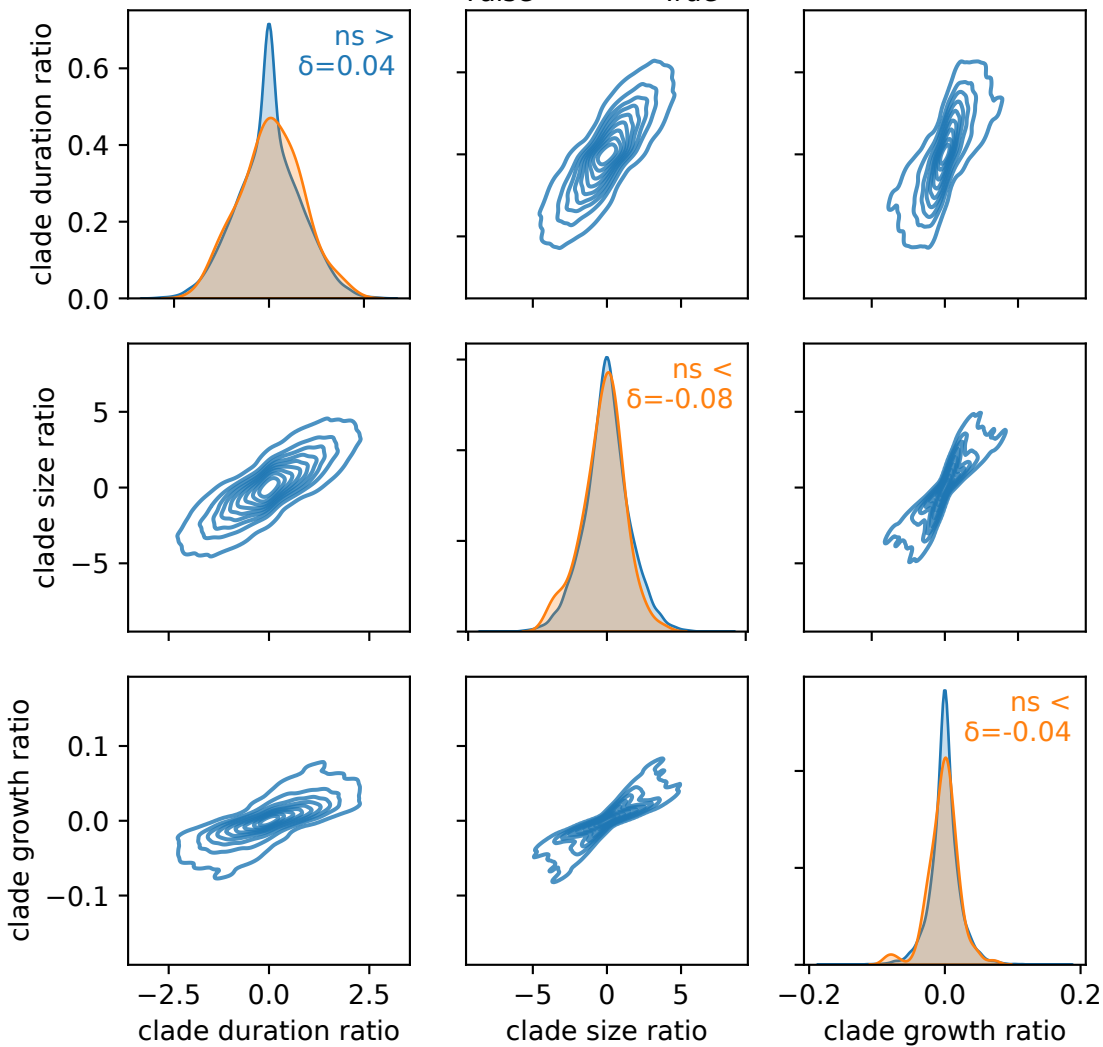 clade duration ratio
0.6
0.4
0.2
0.0
ns >
δ=0.04
clade size ratio
5
0
−5
ns <
δ=-0.08
clade growth ratio
0.1
0.0
−0.1
ns <
δ=-0.04
−2.5 0.0 2.5
−5 0 5
−0.2 0.0 0.2
clade duration ratio
clade size ratio
clade growth ratio